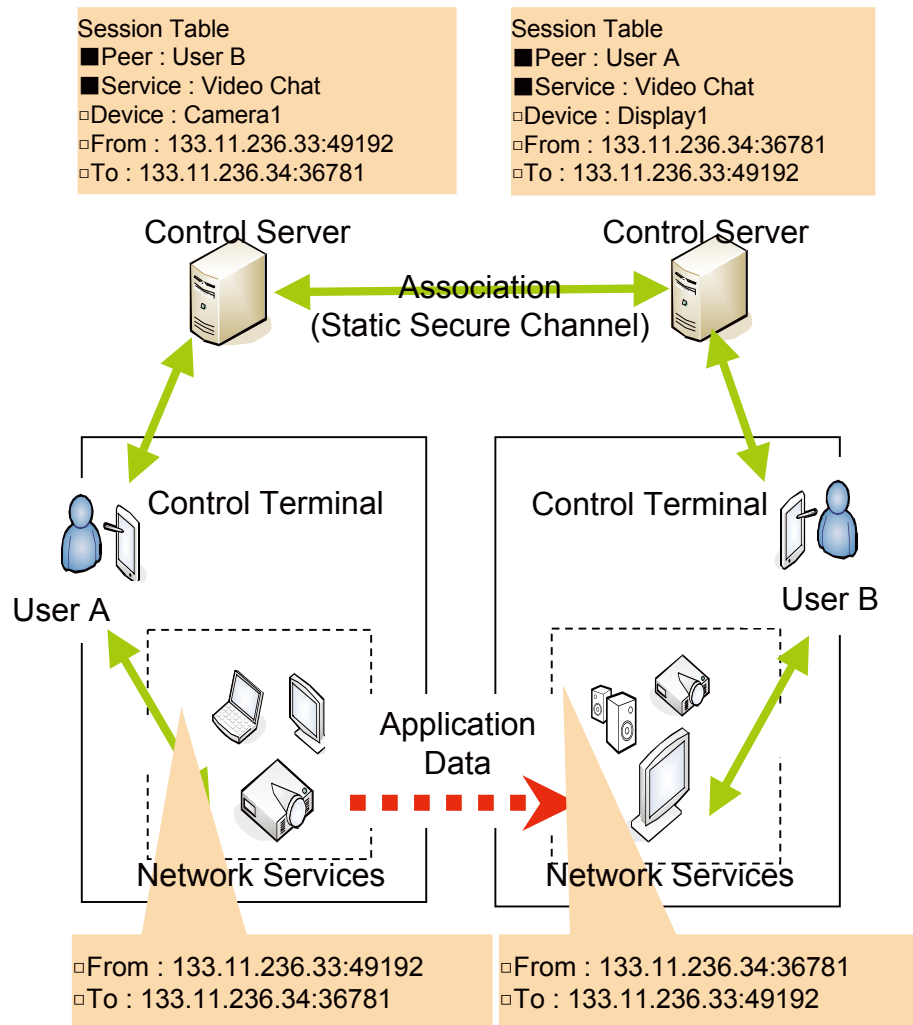 Session Table
■Peer : User B
■Service : Video Chat
▫Device : Camera1
▫From : 133.11.236.33:49192
▫To : 133.11.236.34:36781
Session Table
■Peer : User A
■Service : Video Chat
▫Device : Display1
▫From : 133.11.236.34:36781
▫To : 133.11.236.33:49192
Control Server
Control Server
Association
(Static Secure Channel)
Control Terminal
Control Terminal
User A
User B
Application
Data
Network Services
Network Services
▫From : 133.11.236.33:49192
▫To : 133.11.236.34:36781
▫From : 133.11.236.34:36781
▫To : 133.11.236.33:49192